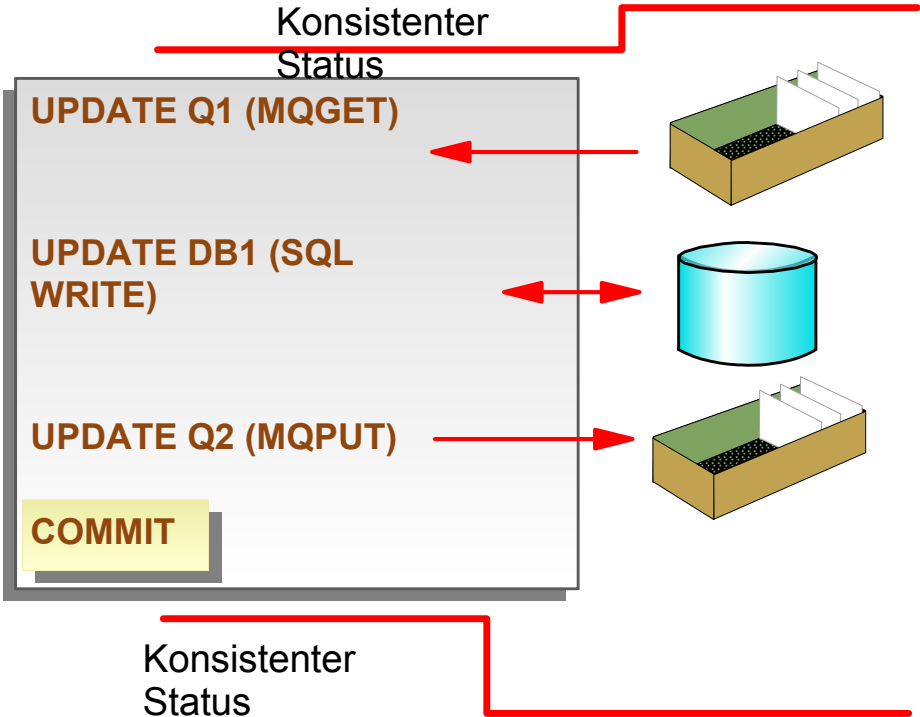 Konsistenter
Status
UPDATE Q1 (MQGET)
UPDATE DB1 (SQL
WRITE)
UPDATE Q2 (MQPUT)
COMMIT
Konsistenter
Status